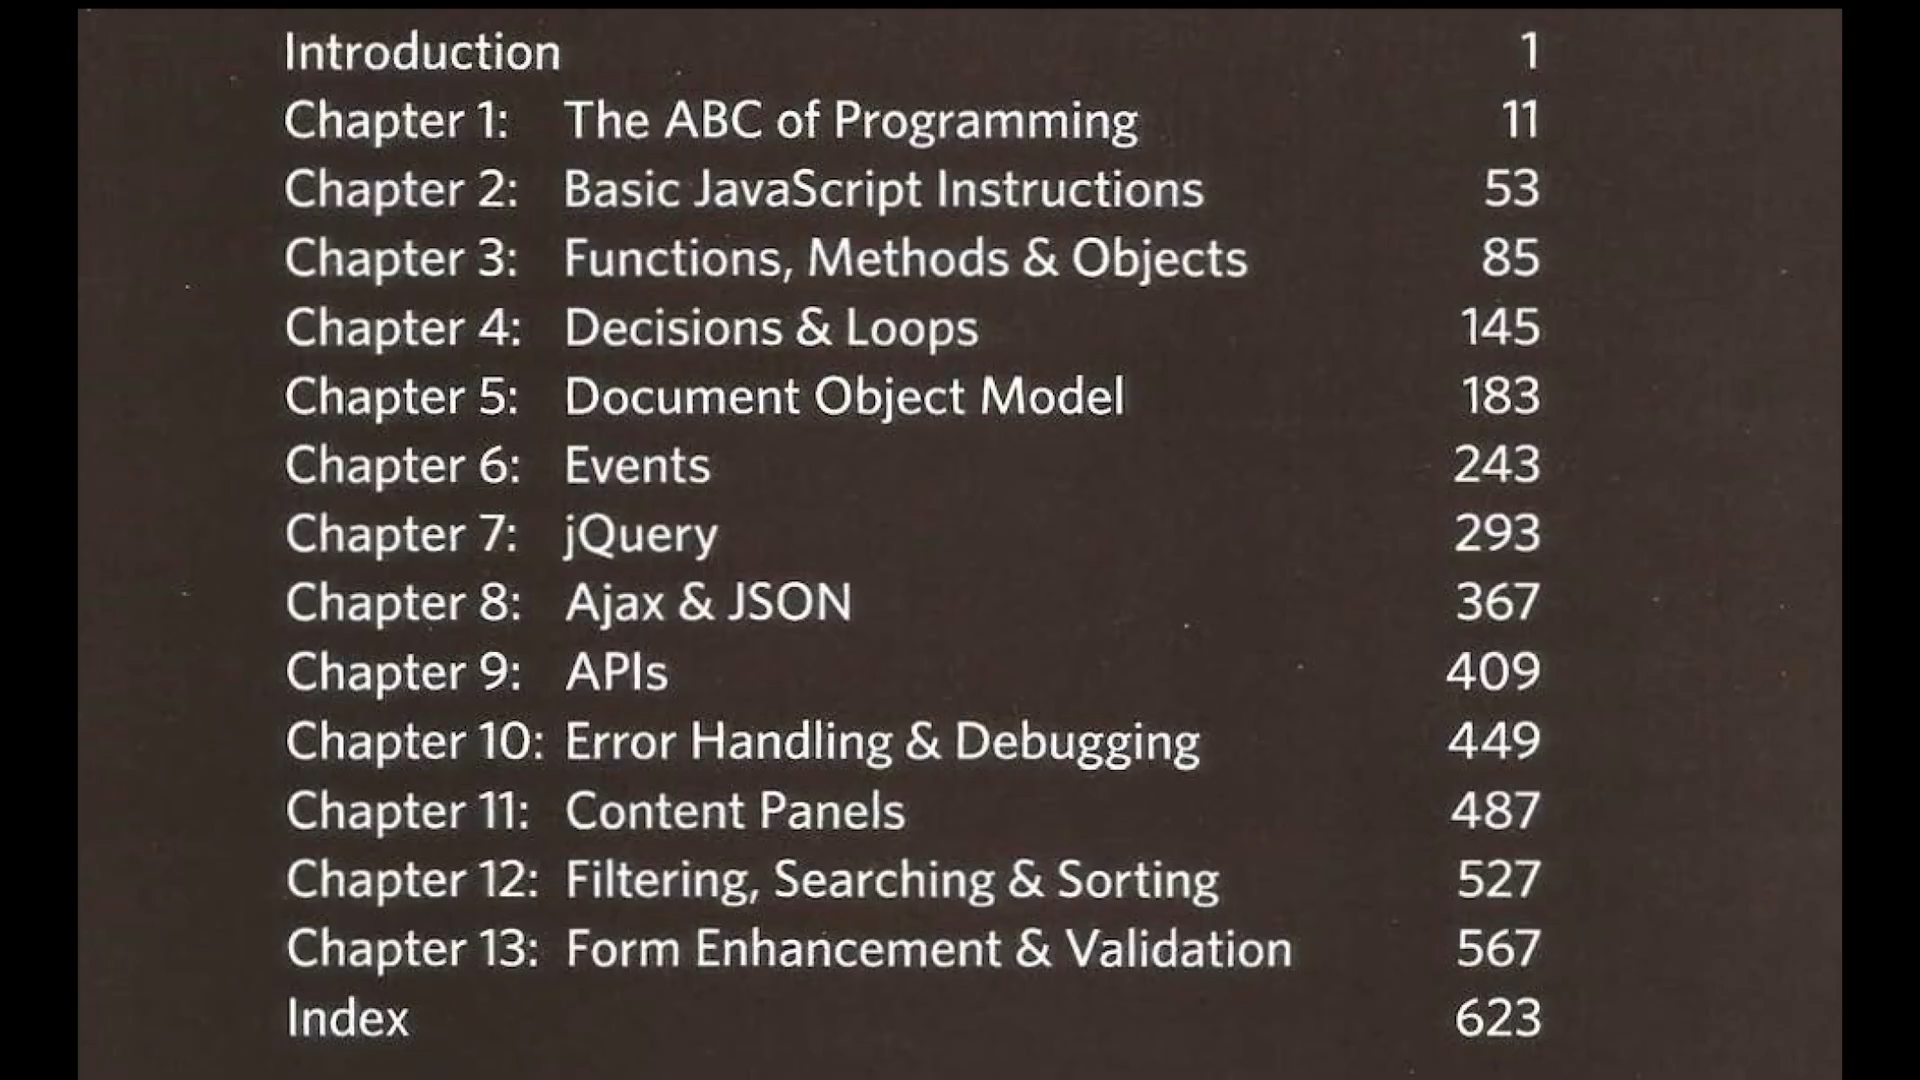 Introduction 1
Chapter 1: The ABC of Programming 11
Chapter 2: Basic JavaScript Instructions 53
Chapter 3: Functions, Methods & Objects 85
Chapter 4: Decisions & Loops 145
Chapter 5: Document Object Model 183
Chapter 6: Events 243
Chapter 7: jQuery 293
Chapter 8: Ajax & JSON 367
Chapter 9: APIs 409
Chapter 10: Error Handling & Debugging 449
Chapter 11: Content Panels 487
Chapter 12: Filtering, Searching & Sorting 527
Chapter 13: Form Enhancement & Validation 567
Index 623